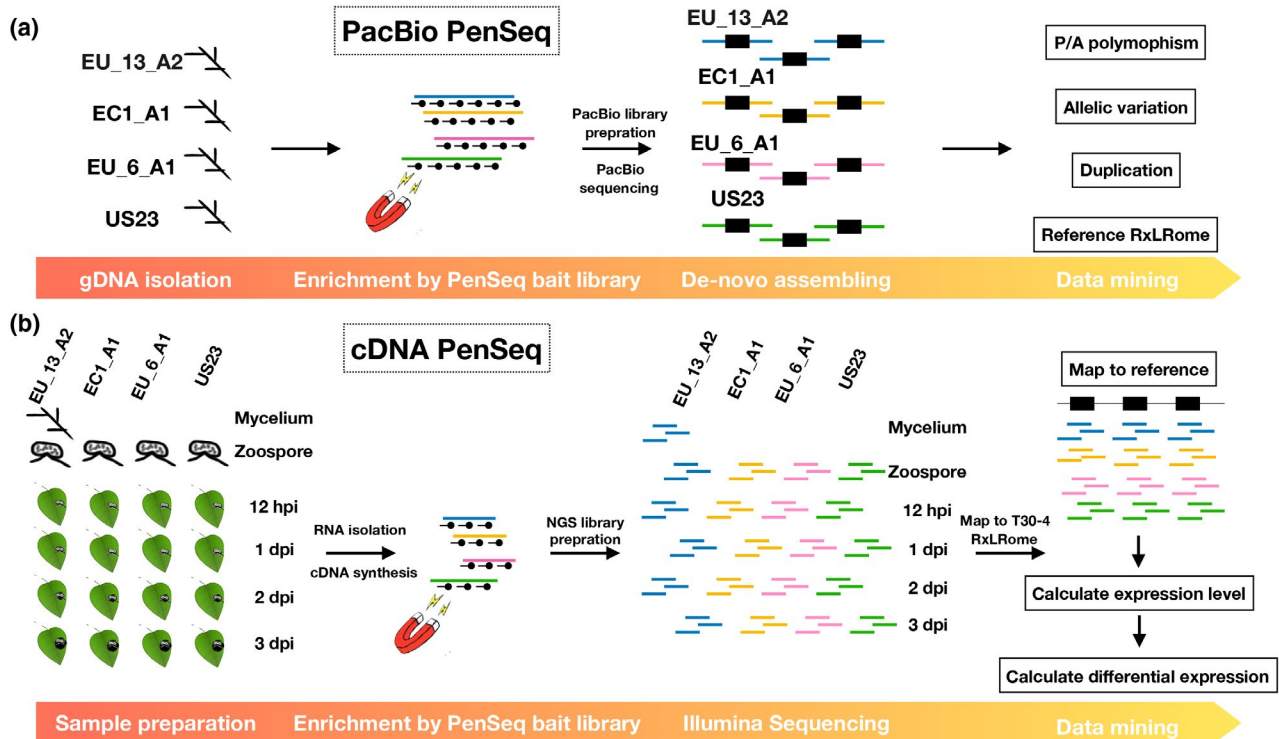 (a)
PacBio PenSeq
EU_13_A2
EC1_A1
EU_6_A1
US23
PacBio library
prepration
PacBio
sequencing
EU_13_A2
EC1_A1
EU_6_A1
US23
P/A polymophism
Allelic variation
Duplication
Reference RxLRome
gDNA isolation
Enrichment by PenSeq bait library
De-novo assembling
Data mining
(b)
cDNA PenSeq
EU_13_A2
EC1_A1
EU_6_A1
US23
Mycelium
Zoospore
12 hpi
1 dpi
2 dpi
3 dpi
RNA isolation
cDNA synthesis
NGS library
prepration
EU_13_A2
EC1_A1
EU_6_A1
US23
Mycelium
Zoospore
12 hpi
1 dpi
2 dpi
3 dpi
Map to T30-4
RxLRome
Map to reference
Calculate expression level
Calculate differential expression
Sample preparation
Enrichment by PenSeq bait library
Illumina Sequencing
Data mining